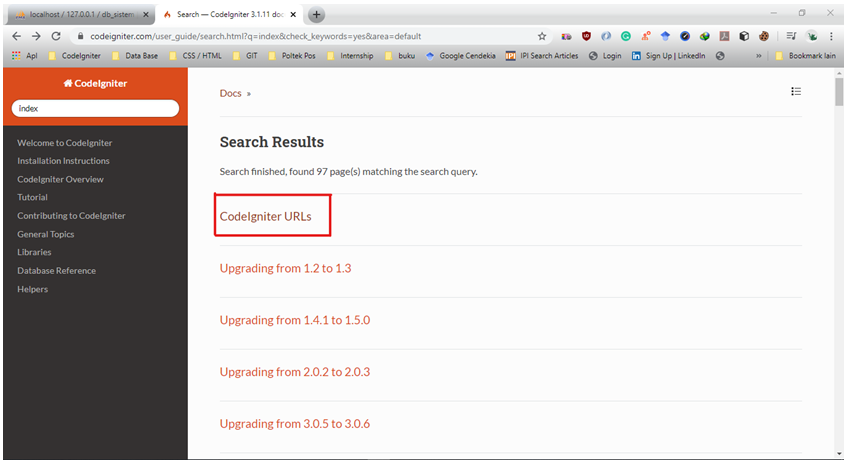 localhost / 127.0.0.1 / db_sistem
Search — CodeIgniter 3.1.11 doc
codeigniter.com/user_guide/search.html?q=index&check_keywords=yes&area=default
Apl CodeIgniter Data Base CSS / HTML GIT Poltek Pos Internship buku Google Cendekia IPI Search Articles Login Sign Up | LinkedIn » Bookmark lain
CodeIgniter
index
Welcome to CodeIgniter
Installation Instructions
CodeIgniter Overview
Tutorial
Contributing to CodeIgniter
General Topics
Libraries
Database Reference
Helpers
Docs »
Search Results
Search finished, found 97 page(s) matching the search query.
CodeIgniter URLs
Upgrading from 1.2 to 1.3
Upgrading from 1.4.1 to 1.5.0
Upgrading from 2.0.2 to 2.0.3
Upgrading from 3.0.5 to 3.0.6